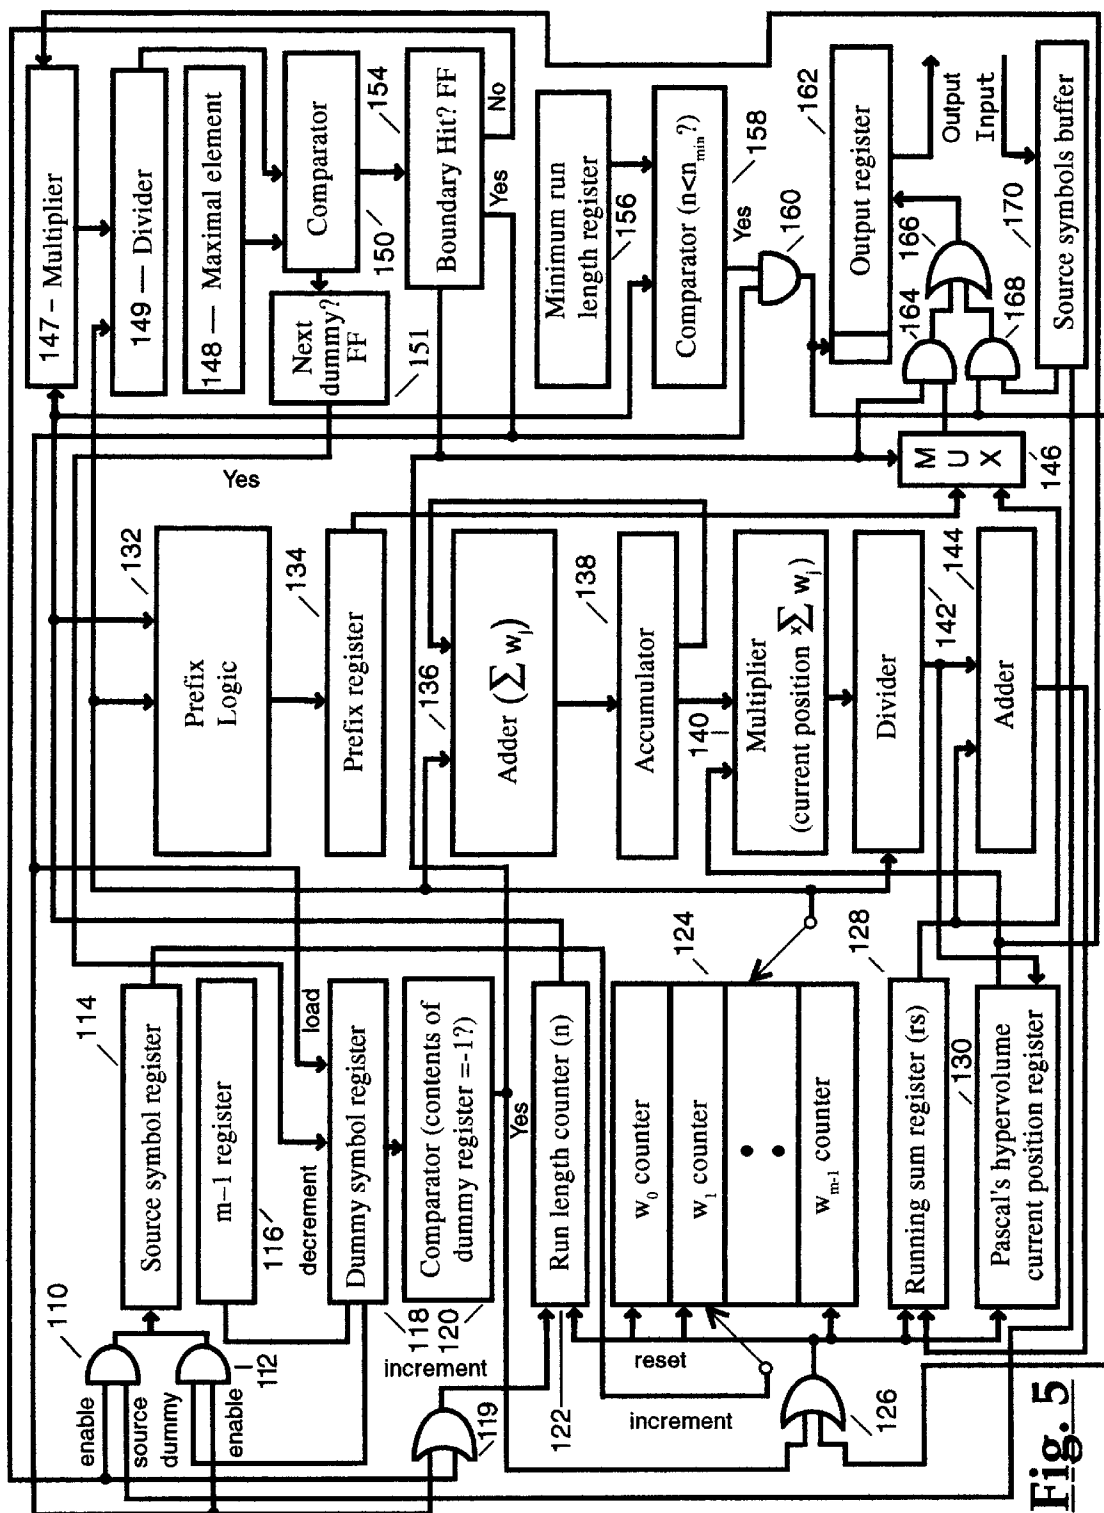 110
enable
source
dummy
enable
112
114
Source symbol register
m–1 register
116
load
decrement
Dummy symbol register
118
Comparator (contents of
dummy register =-1?)
120
increment
119
Yes
Run length counter (n)
122
124
w0 counter
w1 counter
• •
wm-1 counter
reset
increment
126
128
Running sum register (rs)
130
Pascal's hypervolume
current position register
132
Prefix
Logic
134
Prefix register
136
Adder (∑ wj)
138
Accumulator
140
Multiplier
(current position x∑ wj)
Divider
142
144
Adder
147 – Multiplier
149 — Divider
148 — Maximal element
Comparator
150
154
Next
dummy?
FF
151
Yes
Boundary Hit? FF
No
Yes
Minimum run
length register
156
Comparator (n<nmin?)
158
Yes
160
162
Output register
Output
Input
164
166
168
170
Source symbols buffer
M
U
X
146
Fig. 5